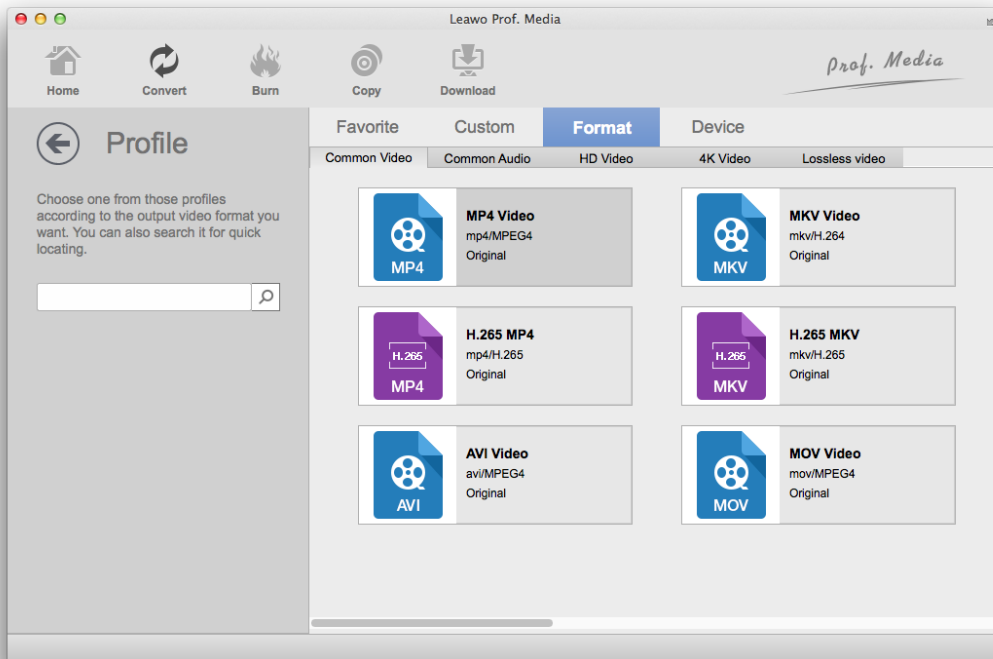 Leawo Prof. Media
Home
Convert
Burn
Copy
Download
Prof. Media
Profile
Choose one from those profiles
according to the output video format you
want. You can also search it for quick
locating.
Favorite
Custom
Format
Device
Common Video
Common Audio
HD Video
4K Video
Lossless video
MP4
MP4 Video
mp4/MPEG4
Original
MKV
MKV Video
mkv/H.264
Original
H.265
MP4
H.265 MP4
mp4/H.265
Original
H.265
MKV
H.265 MKV
mkv/H.265
Original
AVI
AVI Video
avi/MPEG4
Original
MOV
MOV Video
mov/MPEG4
Original